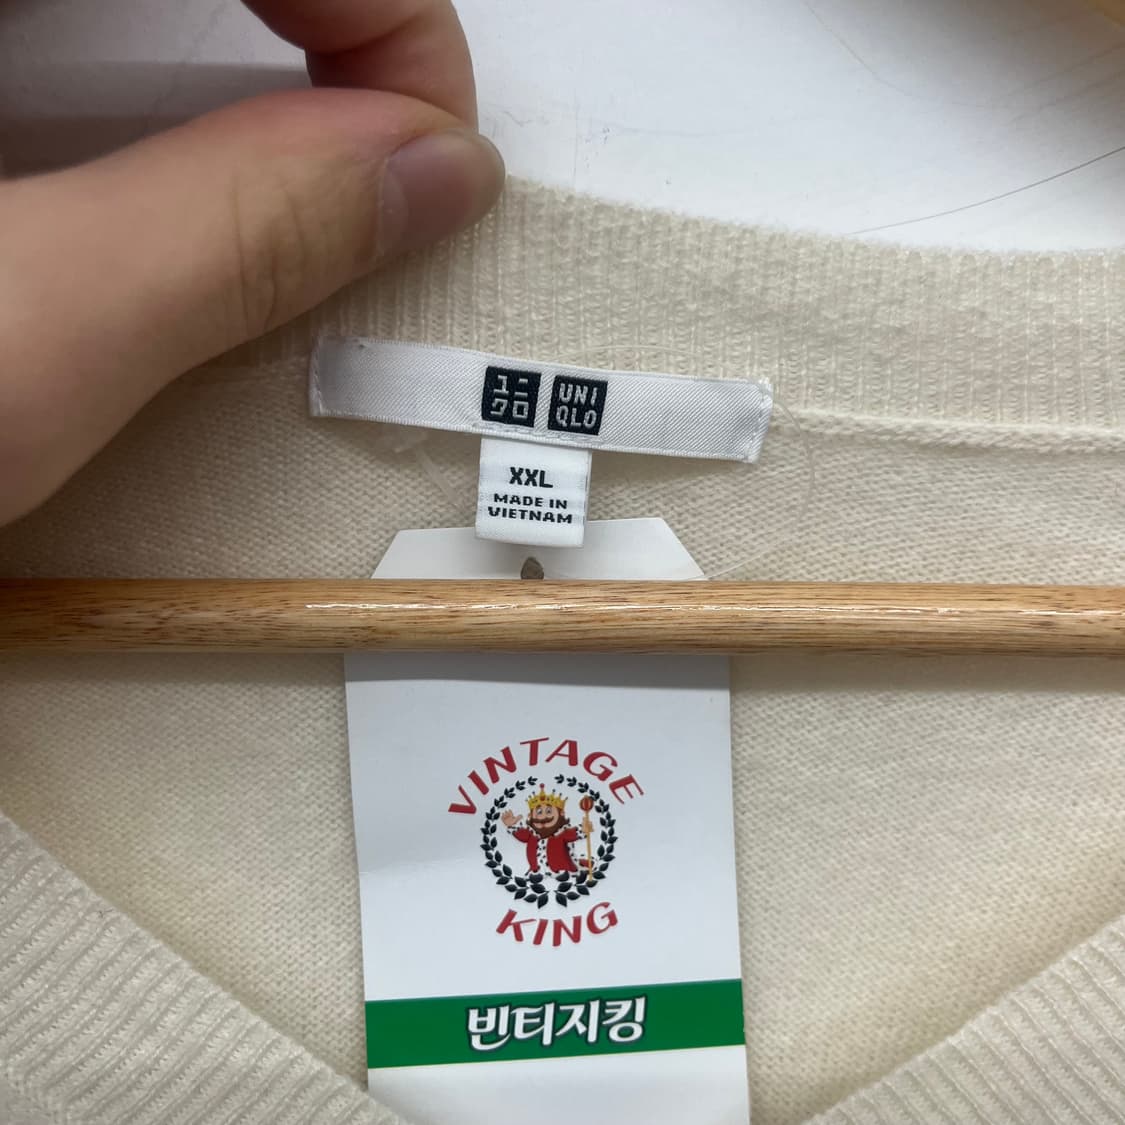 ユニ
クロ
UNI
QLO
XXL
MADE IN
VIETNAM
VINTAGE
KING
빈티지킹